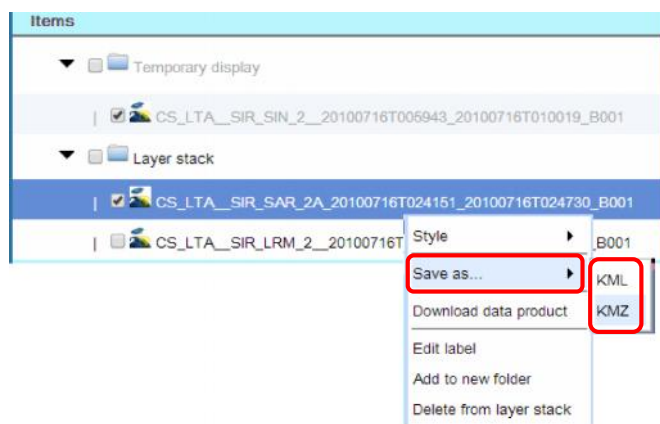 Items
Temporary display
CS_LTA__SIR_SIN_2__20100716T005943_20100716T010019_B001
Layer stack
CS_LTA__SIR_SAR_2A_20100716T024151_20100716T024730_B001
CS_LTA__SIR_LRM_2__20100716T _B001
Style
Save as...
KML
KMZ
Download data product
Edit label
Add to new folder
Delete from layer stack